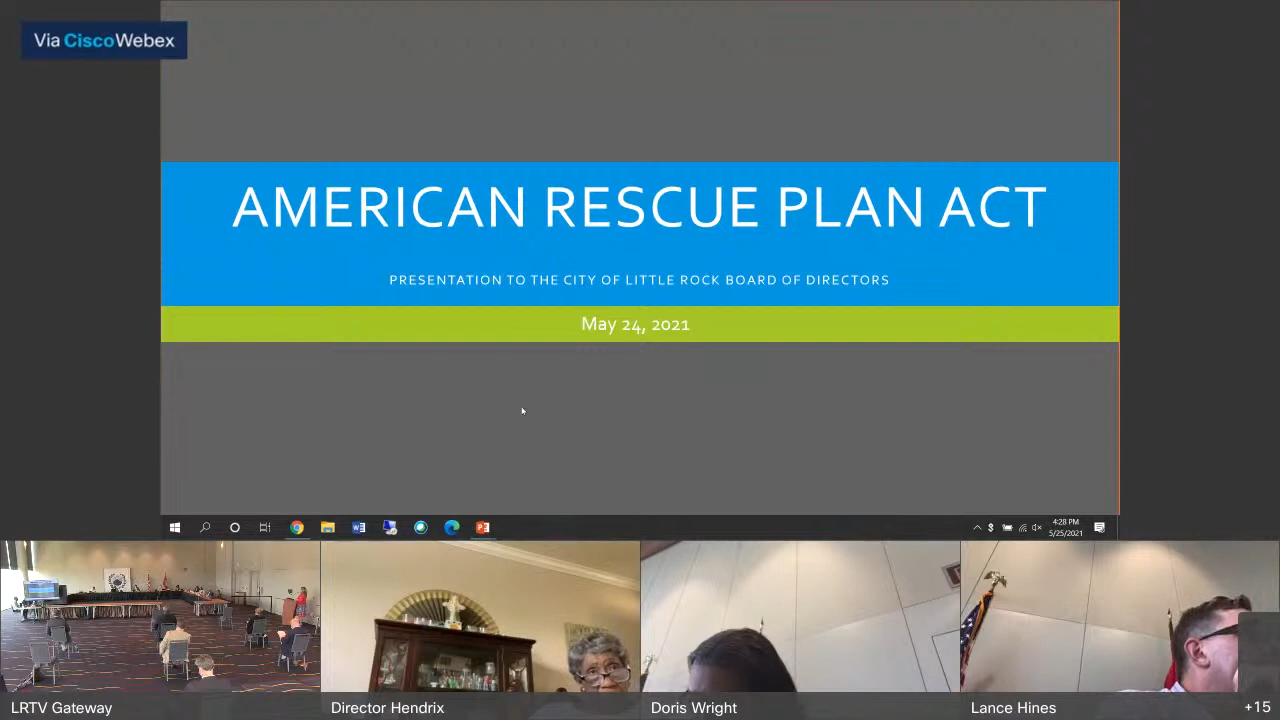 Via CiscoWebex
AMERICAN RESCUE PLAN ACT
PRESENTATION TO THE CITY OF LITTLE ROCK BOARD OF DIRECTORS
May 24, 2021
4:28 PM
5/25/2021
LRTV Gateway
Director Hendrix
Doris Wright
Lance Hines
+15